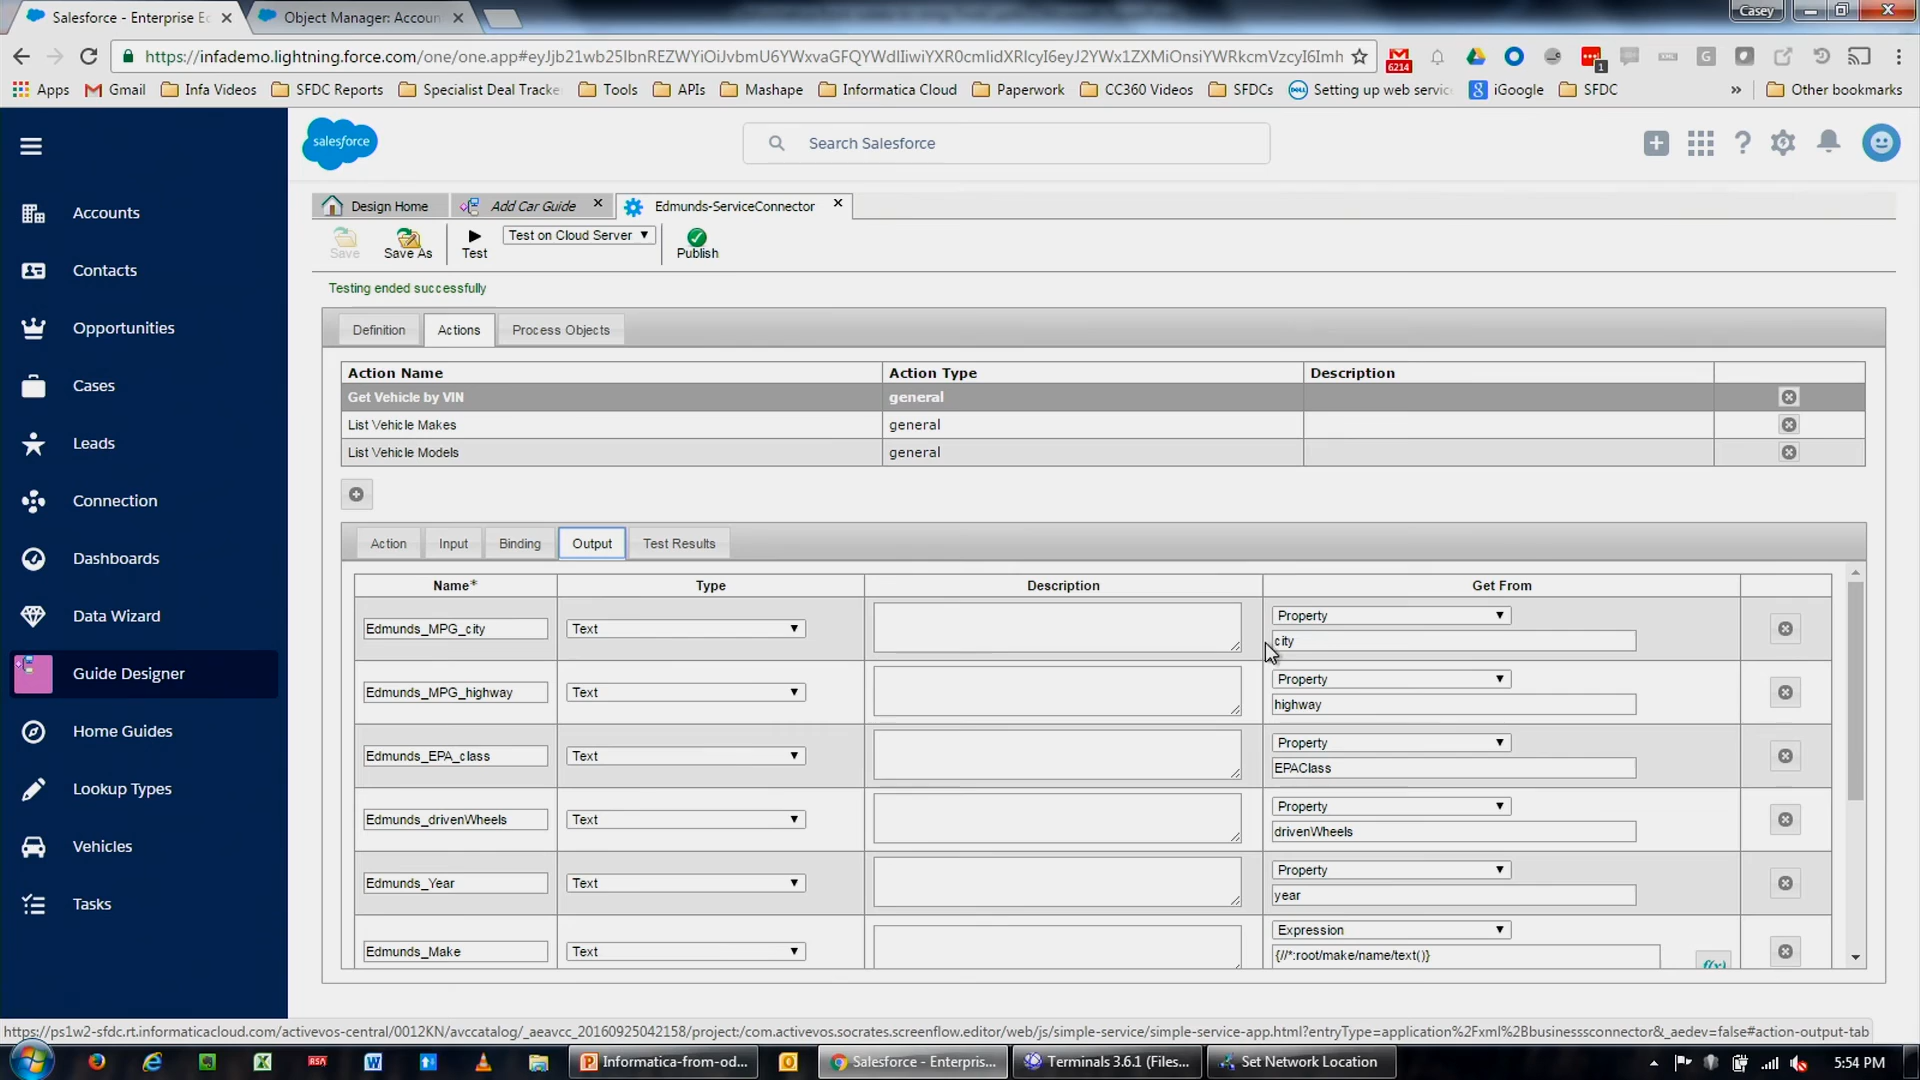 Salesforce - Enterprise Ec
Object Manager: Accoun
Casey
https://infademo.lightning.force.com/one/one.app#eyJjb21wb25lbnREZWYiOiJvbmU6YWxvaGFQYWdlIiwiYXR0cmlidXRlcyI6eyJ2YWx1ZXMiOnsiYWRkcmVzcyI6Imh
6214
1
Apps
Gmail
Infa Videos
SFDC Reports
Specialist Deal Tracke
Tools
APIs
Mashape
Informatica Cloud
Paperwork
CC360 Videos
SFDCs
Setting up web servic
iGoogle
SFDC
»
Other bookmarks
salesforce
Search Salesforce
Accounts
Contacts
Opportunities
Cases
Leads
Connection
Dashboards
Data Wizard
Guide Designer
Home Guides
Lookup Types
Vehicles
Tasks
Design Home
Add Car Guide
Edmunds-ServiceConnector
Save
Save As
Test
Test on Cloud Server
Publish
Testing ended successfully
Definition
Actions
Process Objects
Action Name
Action Type
Description
Get Vehicle by VIN
general
List Vehicle Makes
general
List Vehicle Models
general
Action
Input
Binding
Output
Test Results
Name*
Type
Description
Get From
Edmunds_MPG_city
Text
Property
city
Edmunds_MPG_highway
Text
Property
highway
Edmunds_EPA_class
Text
Property
EPAClass
Edmunds_drivenWheels
Text
Property
drivenWheels
Edmunds_Year
Text
Property
year
Edmunds_Make
Text
Expression
{//*:root/make/name/text()}
f(x)
https://ps1w2-sfdc.rt.informaticacloud.com/activevos-central/0012KN/avccatalog/_aeavcc_20160925042158/project:/com.activevos.socrates.screenflow.editor/web/js/simple-service/simple-service-app.html?entryType=application%2Fxml%2Bbusinesssconnector&_aedev=false#action-output-tab
RSA
Informatica-from-od...
Salesforce - Enterpris...
Terminals 3.6.1 (Files...
Set Network Location
5:54 PM